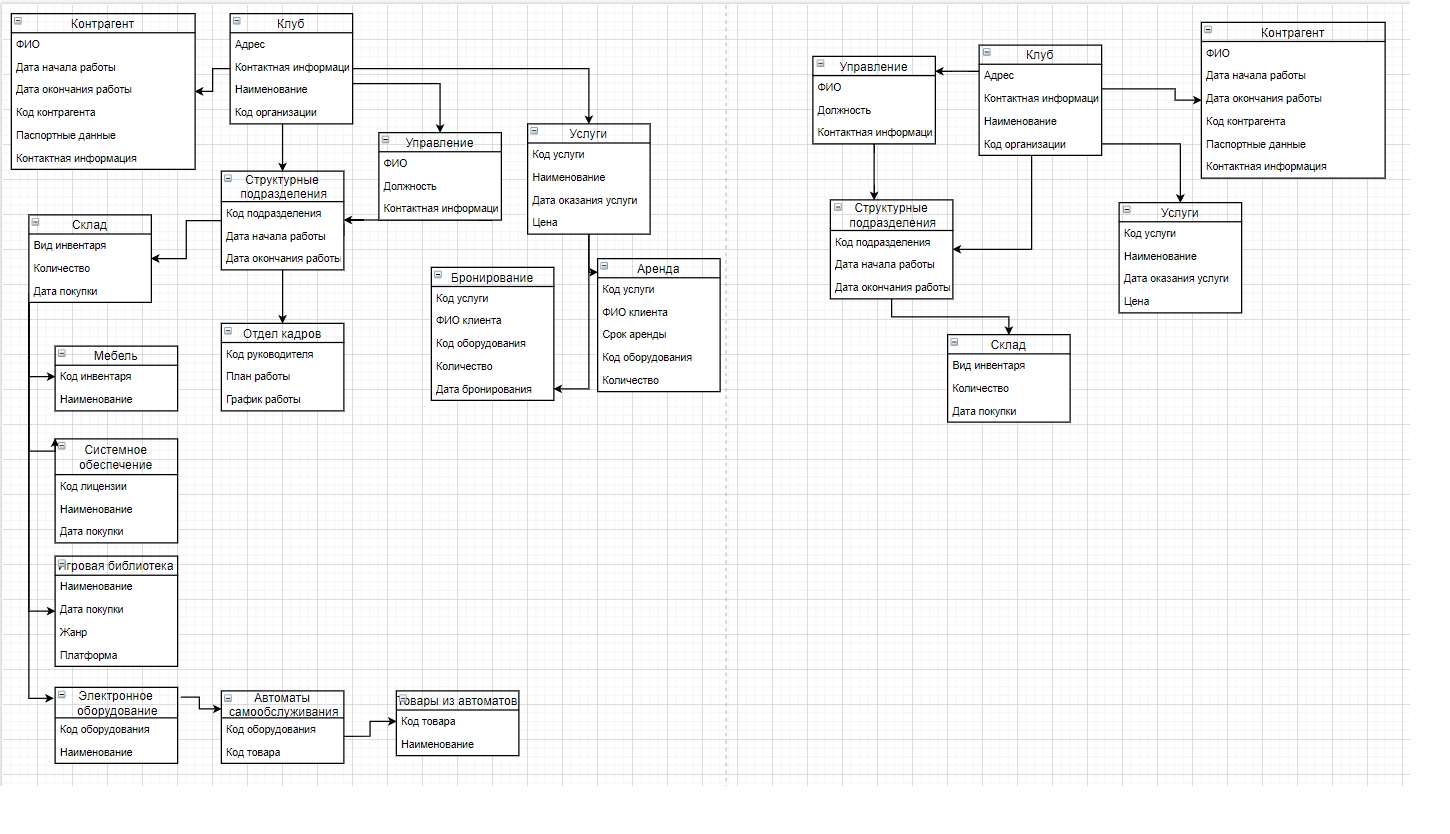 Контрагент
ФИО
Дата начала работы
Дата окончания работы
Код контрагента
Паспортные данные
Контактная информация
Клуб
Адрес
Контактная информаци
Наименование
Код организации
Управление
ФИО
Должность
Контактная информаци
Услуги
Код услуги
Наименование
Дата оказания услуги
Цена
Структурные
подразделения
Код подразделения
Дата начала работы
Дата окончания работы
Склад
Вид инвентаря
Количество
Дата покупки
Бронирование
Код услуги
ФИО клиента
Код оборудования
Количество
Дата бронирования
Аренда
Код услуги
ФИО клиента
Срок аренды
Код оборудования
Количество
Отдел кадров
Код руководителя
План работы
График работы
Мебель
Код инвентаря
Наименование
Системное
обеспечение
Код лицензии
Наименование
Дата покупки
Игровая библиотека
Наименование
Дата покупки
Жанр
Платформа
Электронное
оборудование
Код оборудования
Наименование
Автоматы
самообслуживания
Код оборудования
Код товара
Товары из автоматов
Код товара
Наименование
Управление
ФИО
Должность
Контактная информаци
Клуб
Адрес
Контактная информаци
Наименование
Код организации
Контрагент
ФИО
Дата начала работы
Дата окончания работы
Код контрагента
Паспортные данные
Контактная информация
Структурные
подразделения
Код подразделения
Дата начала работы
Дата окончания работы
Услуги
Код услуги
Наименование
Дата оказания услуги
Цена
Склад
Вид инвентаря
Количество
Дата покупки